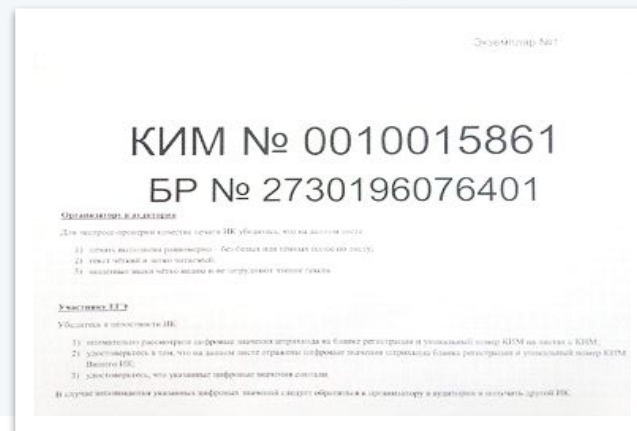 Экземпляр №1
КИМ № 0010015861
БР № 2730196076401
Организатору в аудитории
Для экспресс-проверки качества печати ИК убедитесь, что на данном листе
1) печать выполнена равномерно – без белых или тёмных полос по листу;
2) текст чёткий и легко читаемый;
3) защитные знаки чётко видны и не затрудняют чтения текста.
Участнику ЕГЭ
Убедитесь в целостности ИК:
1) внимательно рассмотрите цифровые значения штрихкода на бланке регистрации и уникальный номер КИМ на листах с КИМ;
2) удостоверьтесь в том, что на данном листе отражены цифровые значения штрихкода бланка регистрации и уникальный номер КИМ
Вашего ИК;
3) удостоверьтесь, что указанные цифровые значения совпали.
В случае несовпадения указанных цифровых значений следует обратиться к организатору в аудитории и получить другой ИК.